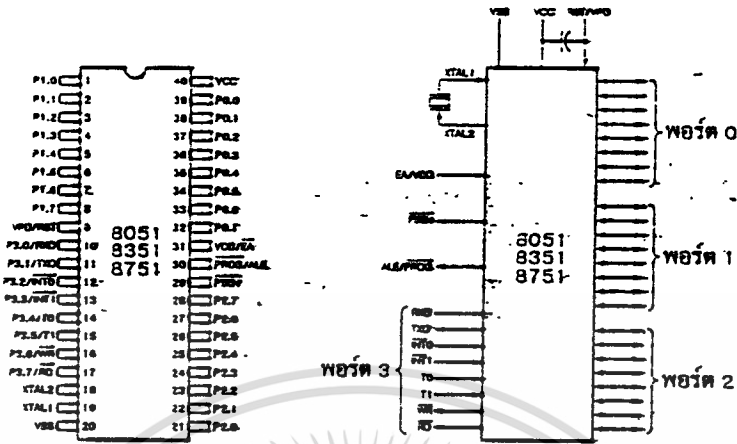 P1.0 1
P1.1 2
P1.2 3
P1.3 4
P1.4 5
P1.5 6
P1.6 7
P1.7 8
VPD/RST 9
P3.0/RXD 10
P3.1/TXD 11
P3.2/INT0 12
P3.3/INT1 13
P3.4/T0 14
P3.5/T1 15
P3.6/WR 16
P3.7/RD 17
XTAL2 18
XTAL1 19
VSS 20
8051
8351
8751
40 VCC
39 P0.0
38 P0.1
37 P0.2
36 P0.3
35 P0.4
34 P0.5
33 P0.6
32
31 VDD/EA
30 PROG/ALE
29 PSEN
28 P2.7
27 P2.6
26 P2.5
25 P2.4
24 P2.3
23 P2.2
22 P2.1
21 P2.0
VSS VCC RST/VPD
XTAL1
XTAL2
EA/VDD
PSEN
ALE/PROG
8051
8351
8751
พอร์ต 0
พอร์ต 1
พอร์ต 2
พอร์ต 3
RXD
TXD
INT0
INT1
T0
T1
WR
RD